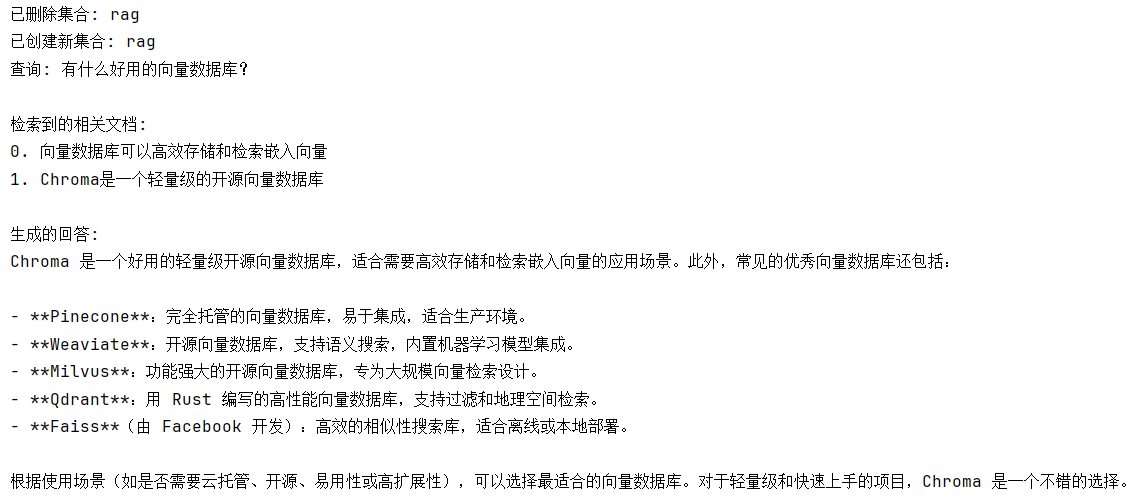 已删除集合: rag
已创建新集合: rag
查询: 有什么好用的向量数据库？
检索到的相关文档:
0. 向量数据库可以高效存储和检索嵌入向量
1. Chroma是一个轻量级的开源向量数据库
生成的回答:
Chroma 是一个好用的轻量级开源向量数据库，适合需要高效存储和检索嵌入向量的应用场景。此外，常见的优秀向量数据库还包括：
- **Pinecone**：完全托管的向量数据库，易于集成，适合生产环境。
- **Weaviate**：开源向量数据库，支持语义搜索，内置机器学习模型集成。
- **Milvus**：功能强大的开源向量数据库，专为大规模向量检索设计。
- **Qdrant**：用 Rust 编写的高性能向量数据库，支持过滤和地理空间检索。
- **Faiss**（由 Facebook 开发）：高效的相似性搜索库，适合离线或本地部署。
根据使用场景（如是否需要云托管、开源、易用性或高扩展性），可以选择最适合的向量数据库。对于轻量级和快速上手的项目，Chroma 是一个不错的选择。